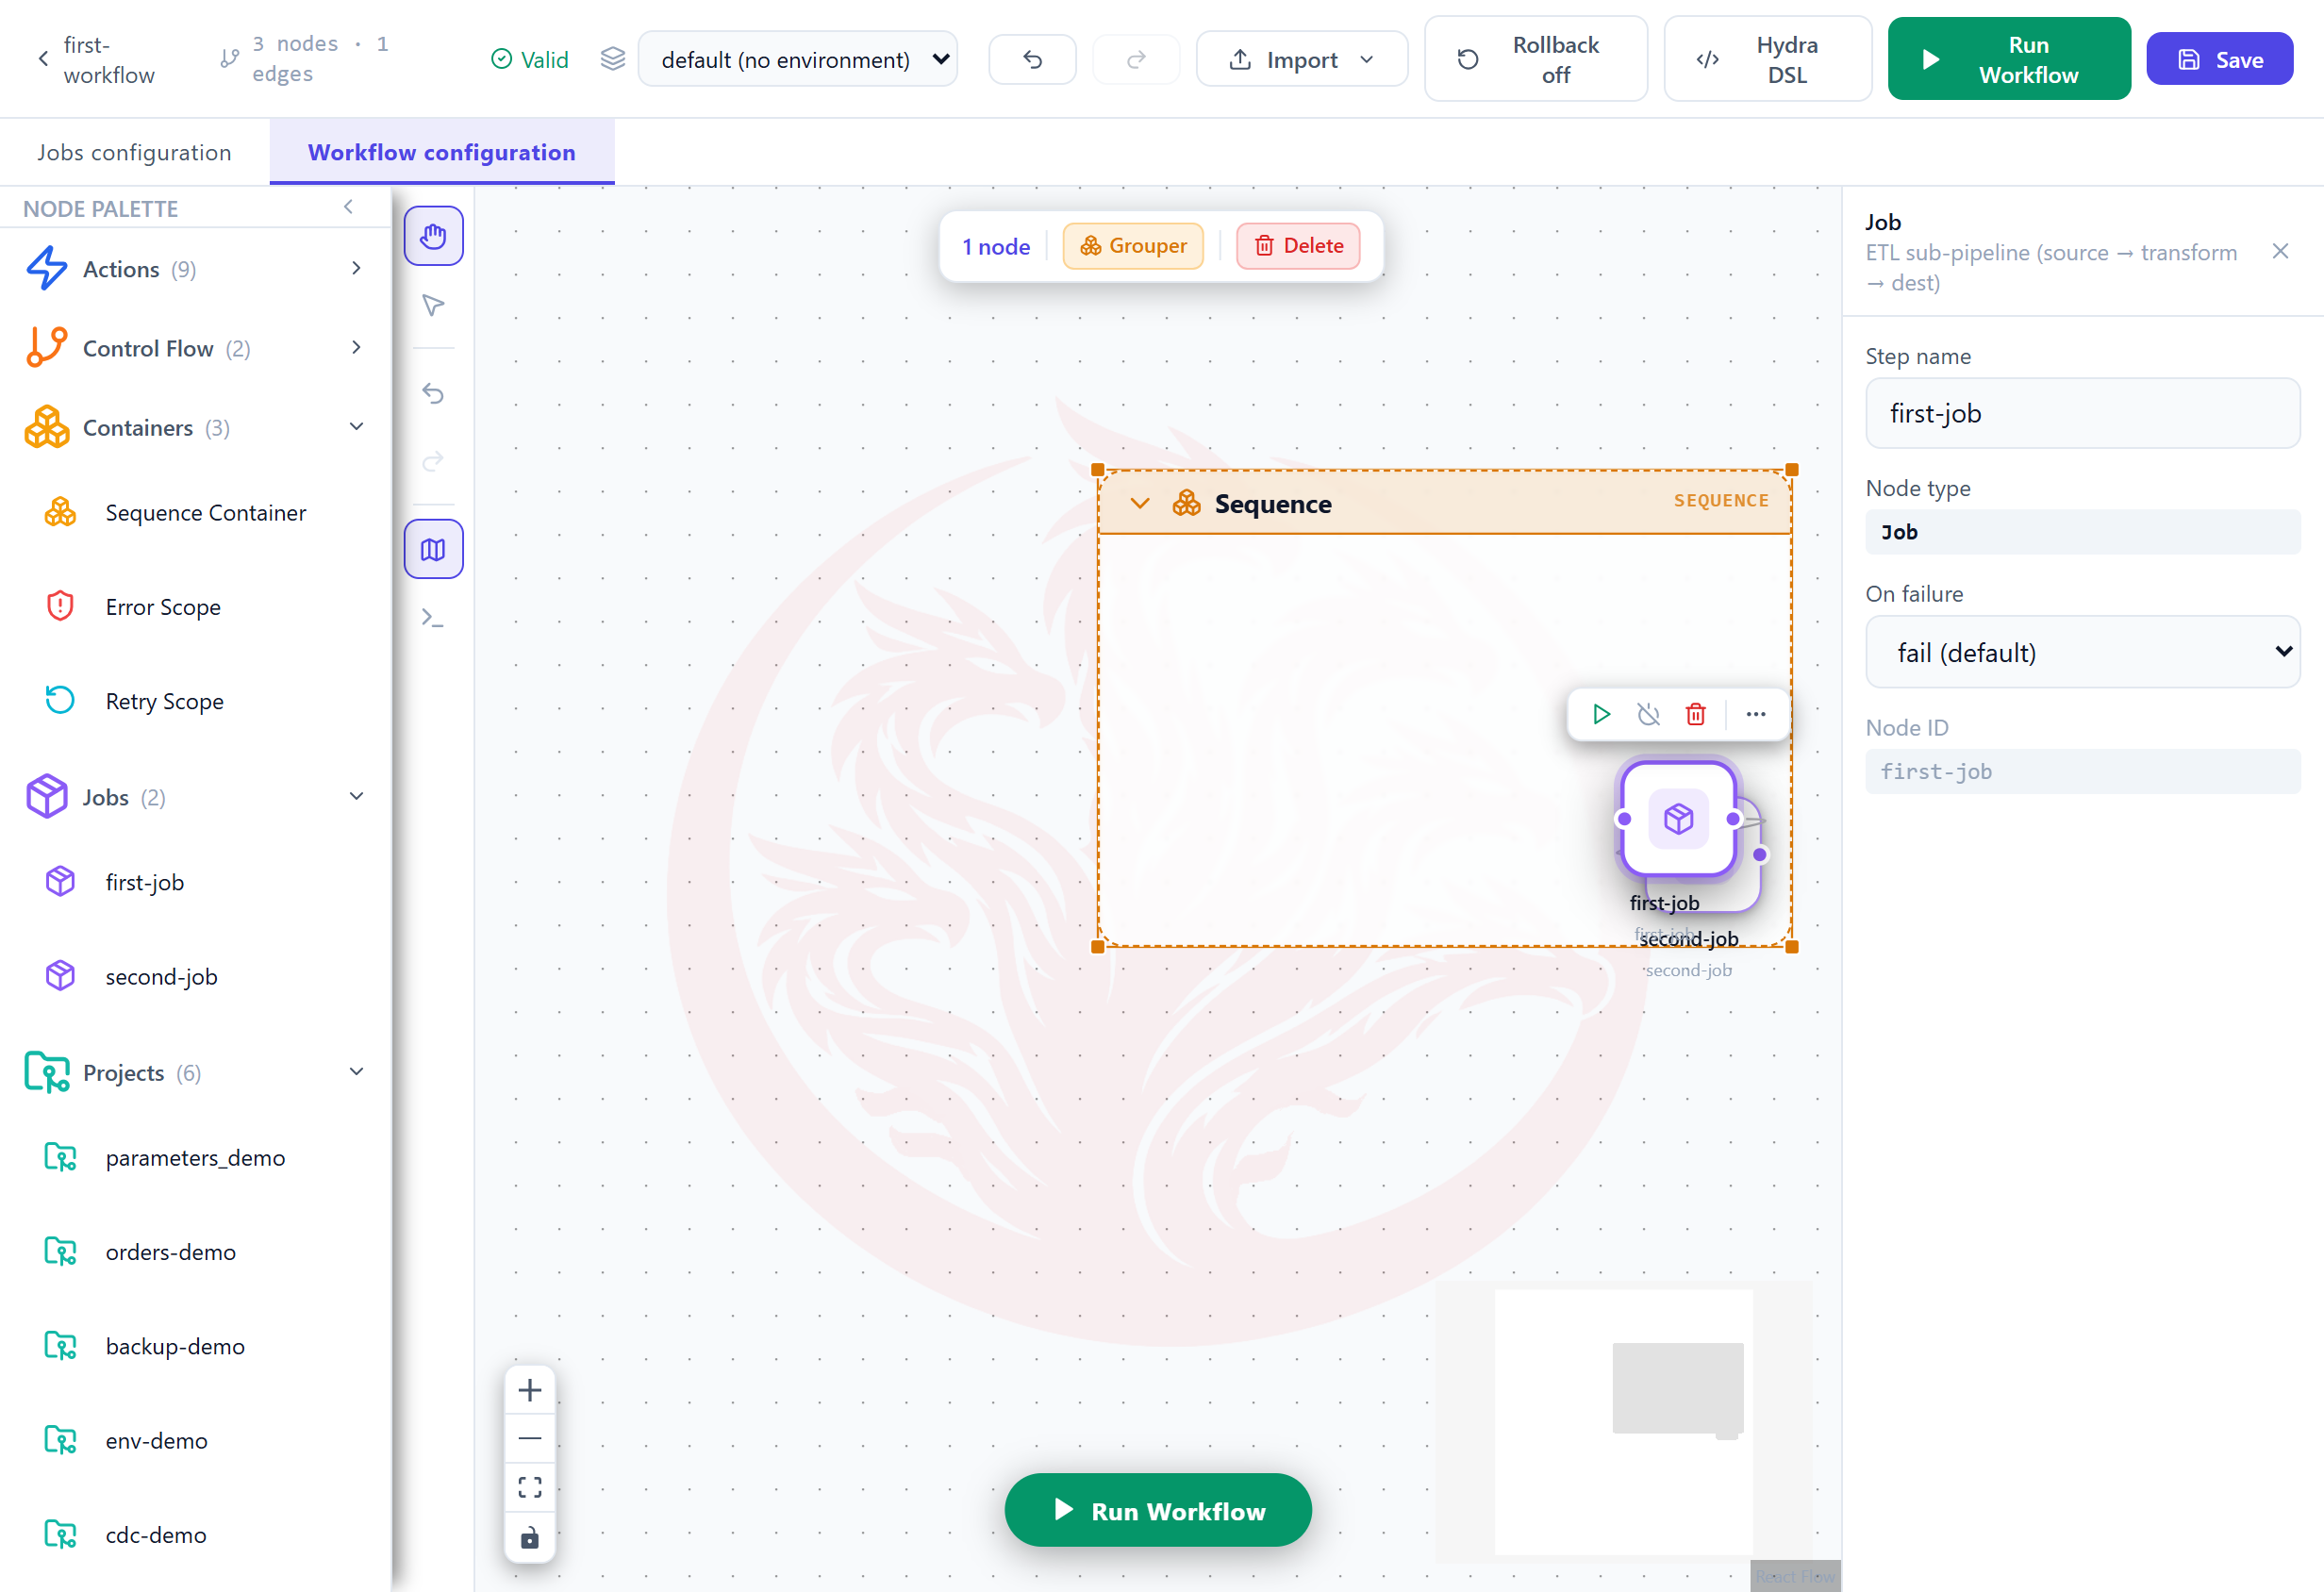 first-
workflow
3 nodes · 1
edges
Valid
default (no environment)
Import
Rollback
off
Hydra
DSL
Run
Workflow
Save
Jobs configuration
Workflow configuration
NODE PALETTE
Actions (9)
Control Flow (2)
Containers (3)
Sequence Container
Error Scope
Retry Scope
Jobs (2)
first-job
second-job
Projects (6)
parameters_demo
orders-demo
backup-demo
env-demo
cdc-demo
1 node
Grouper
Delete
Sequence
SEQUENCE
first-job
first-job
second-job
second-job
Run Workflow
React Flow
Job
ETL sub-pipeline (source → transform
→ dest)
Step name
first-job
Node type
Job
On failure
fail (default)
Node ID
first-job